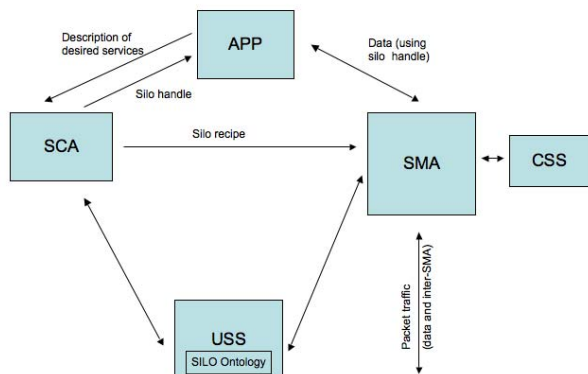 Description of
desired services
APP
Data (using
silo handle)
Silo handle
SCA
Silo recipe
SMA
CSS
Packet traffic
(data and inter-SMA)
USS
SILO Ontology